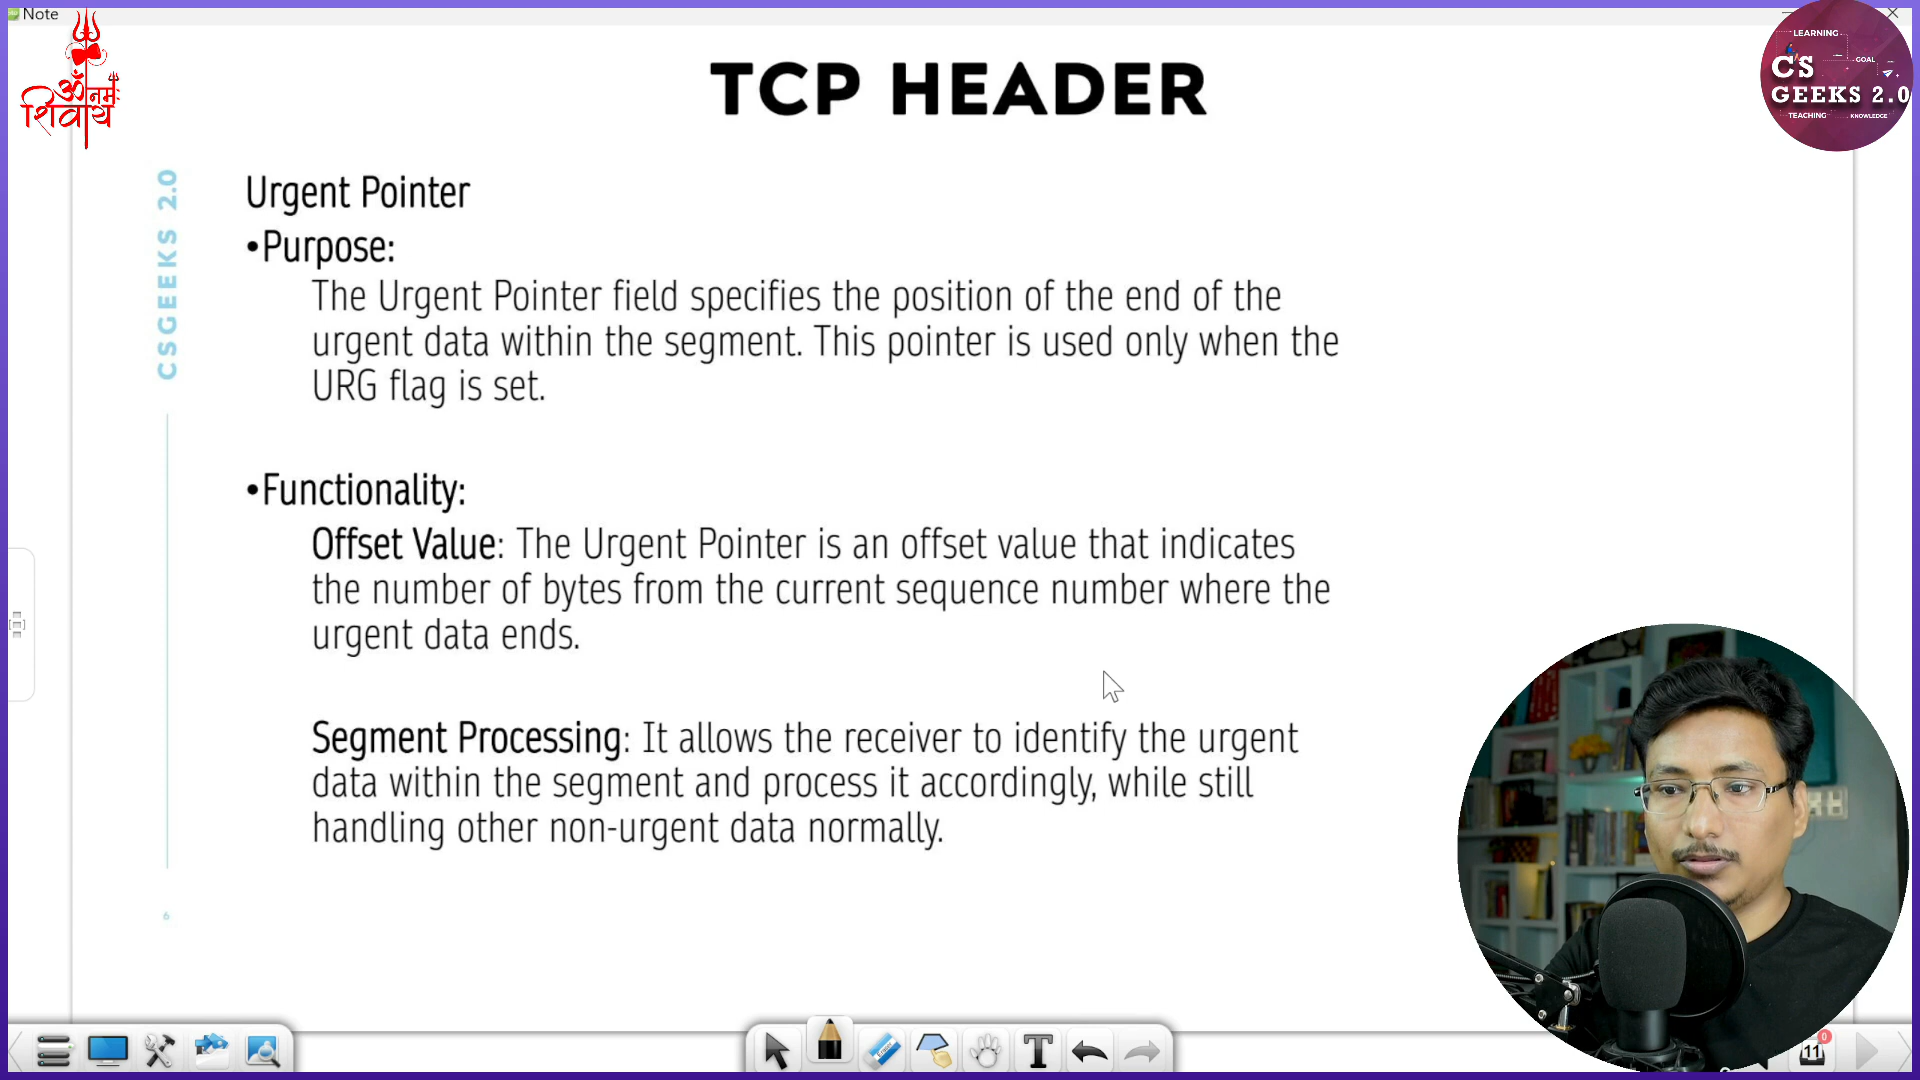 Note
ॐ नमः
शिवाय
TCP HEADER
LEARNING
GOAL
CS
GEEKS 2.0
TEACHING
KNOWLEDGE
CSGEEKS 2.0
Urgent Pointer
•Purpose:
The Urgent Pointer field specifies the position of the end of the
urgent data within the segment. This pointer is used only when the
URG flag is set.
•Functionality:
Offset Value: The Urgent Pointer is an offset value that indicates
the number of bytes from the current sequence number where the
urgent data ends.
Segment Processing: It allows the receiver to identify the urgent
data within the segment and process it accordingly, while still
handling other non-urgent data normally.
6
T
11
0